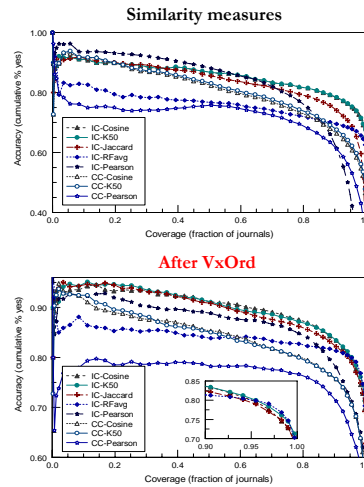 Similarity measures
1.00
0.80
0.60
0.40
Accuracy (cumulative % yes)
IC-Cosine
IC-K50
IC-Jaccard
IC-RFavg
IC-Pearson
CC-Cosine
CC-K50
CC-Pearson
0.0 0.2 0.4 0.6 0.8 1.
Coverage (fraction of journals)
After VxOrd
0.90
0.80
0.70
0.60
Accuracy (cumulative % yes)
IC-Cosine
IC-K50
IC-Jaccard
IC-RFavg
IC-Pearson
CC-Cosine
CC-K50
CC-Pearson
0.85
0.80
0.75
0.70
0.90 0.95 1.00
0.0 0.2 0.4 0.6 0.8 1.
Coverage (fraction of journals)